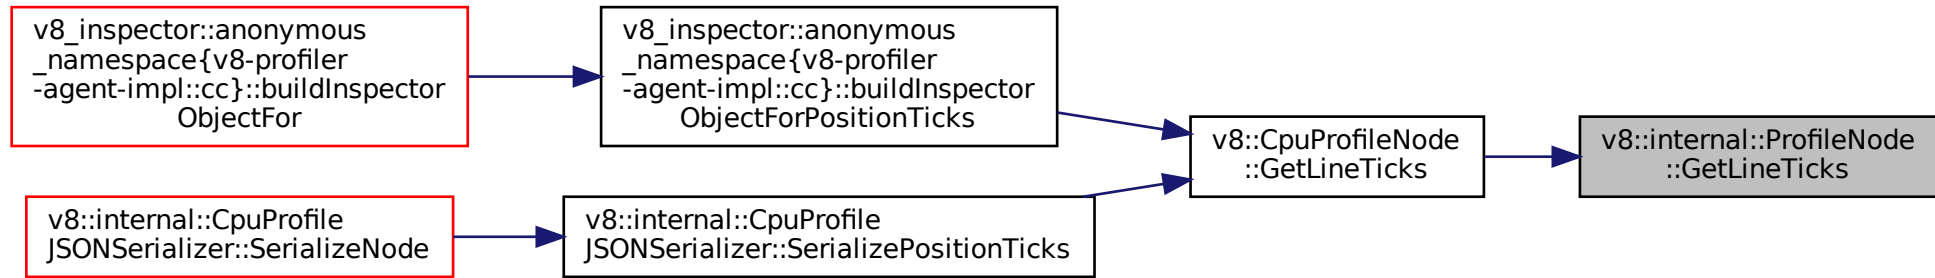 v8_inspector::anonymous
_namespace{v8-profiler
-agent-impl::cc}::buildInspector
ObjectFor
v8_inspector::anonymous
_namespace{v8-profiler
-agent-impl::cc}::buildInspector
ObjectForPositionTicks
v8::CpuProfileNode
::GetLineTicks
v8::internal::ProfileNode
::GetLineTicks
v8::internal::CpuProfile
JSONSerializer::SerializeNode
v8::internal::CpuProfile
JSONSerializer::SerializePositionTicks